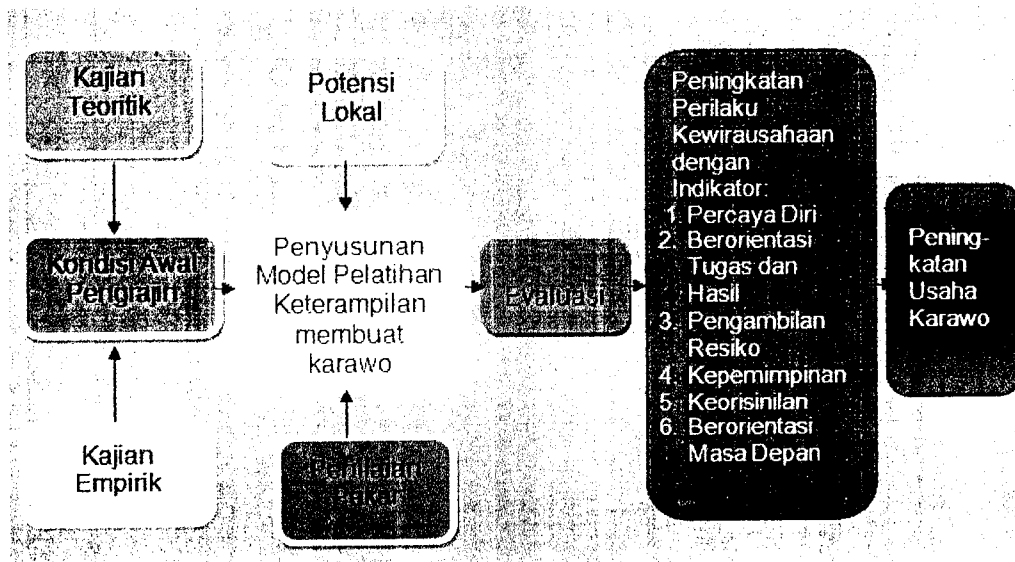 Kajian
Teoritik
Potensi
Lokal
Kondisi Awal
Pengrajin
Kajian
Empirik
Penyusunan
Model Pelatihan
Keterampilan
membuat
karawo
Penilaian
Pakar
Evaluasi
Peningkatan
Perilaku
Kewirausahaan
dengan
Indikator:
1. Percaya Diri
2. Berorientasi
Tugas dan
Hasil
3. Pengambilan
Resiko
4. Kepemimpinan
5. Keorisinilan
6. Berorientasi
Masa Depan
Pening-
katan
Usaha
Karawo